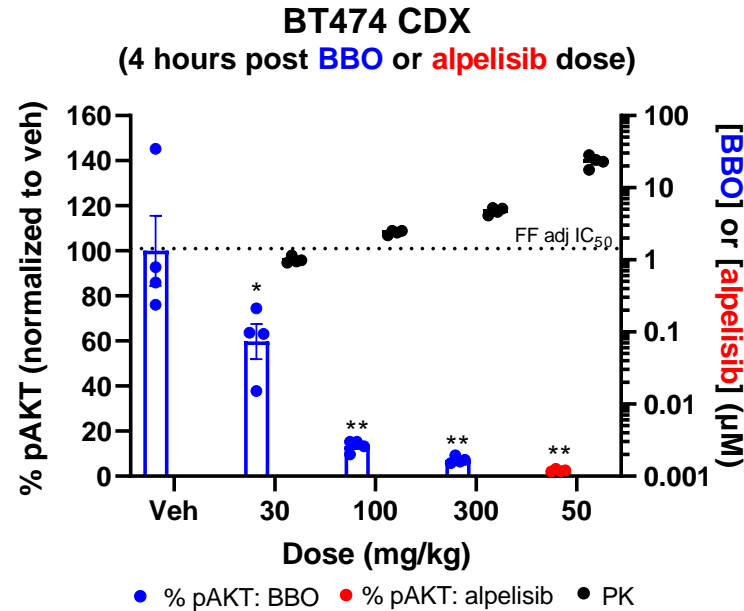 BT474 CDX
(4 hours post BBO or alpelisib dose)
% pAKT (normalized to veh)
160
140
120
100
80
60
40
20
0
FF adj IC50
*
**
**
**
100
10
1
0.1
0.01
0.001
[BBO] or [alpelisib] (µM)
Veh 30 100 300 50
Dose (mg/kg)
% pAKT: BBO % pAKT: alpelisib PK